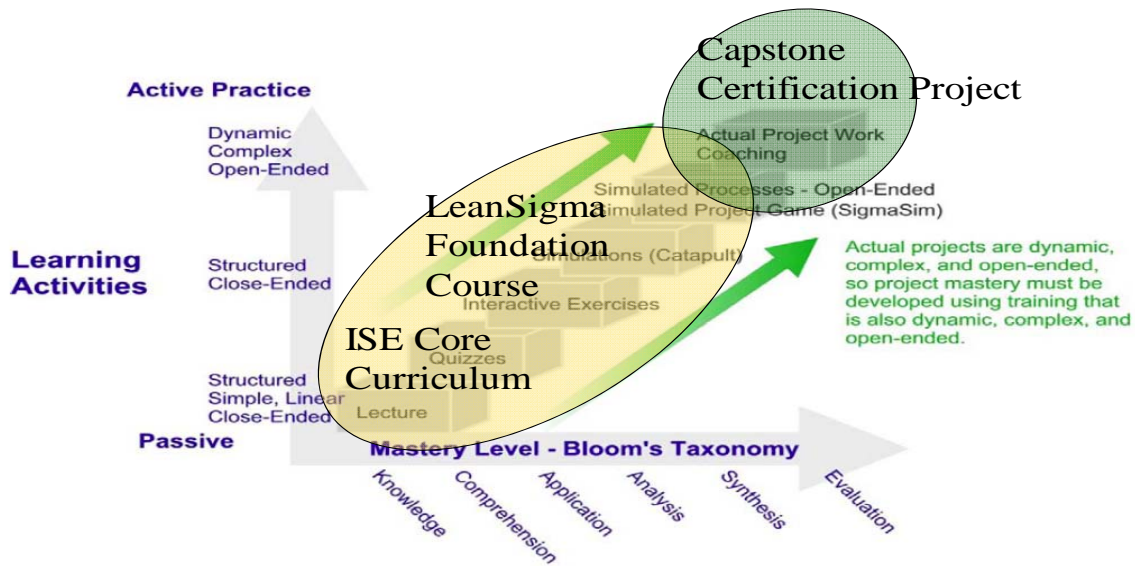 Capstone
Certification Project
Active Practice
Dynamic
Complex
Open-Ended
Actual Project Work
Coaching
Simulated Processes - Open-Ended
Simulated Project Game (SigmaSim)
LeanSigma
Foundation
Course
Simulations (Catapult)
Interactive Exercises
Learning
Activities
Structured
Close-Ended
Actual projects are dynamic,
complex, and open-ended,
so project mastery must be
developed using training that
is also dynamic, complex, and
open-ended.
ISE Core
Curriculum
Quizzes
Lecture
Structured
Simple, Linear
Close-Ended
Passive
Mastery Level - Bloom's Taxonomy
Knowledge
Comprehension
Application
Analysis
Synthesis
Evaluation